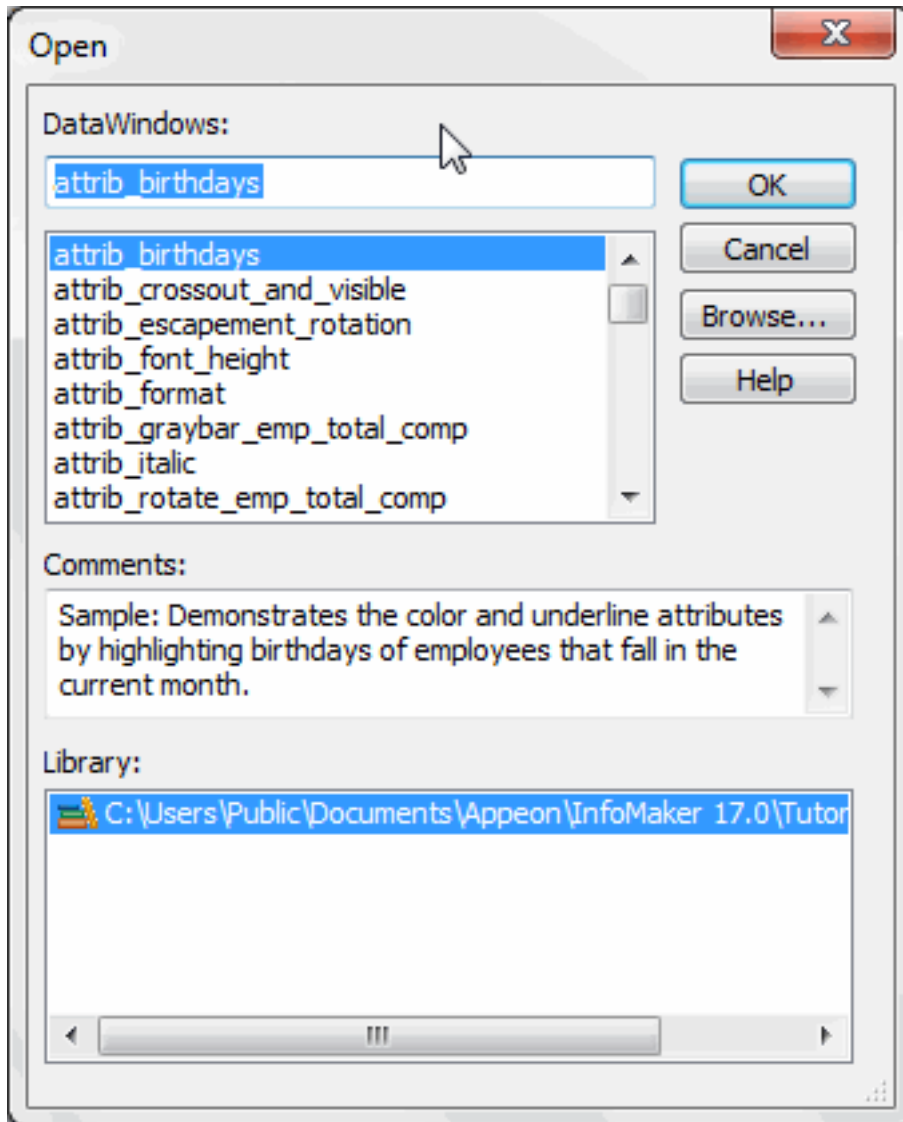 Open
DataWindows:
attrib_birthdays
OK
attrib_birthdays
attrib_crossout_and_visible
attrib_escapement_rotation
attrib_font_height
attrib_format
attrib_graybar_emp_total_comp
attrib_italic
attrib_rotate_emp_total_comp
Cancel
Browse...
Help
Comments:
Sample: Demonstrates the color and underline attributes
by highlighting birthdays of employees that fall in the
current month.
Library:
C:\Users\Public\Documents\Appeon\InfoMaker 17.0\Tutor